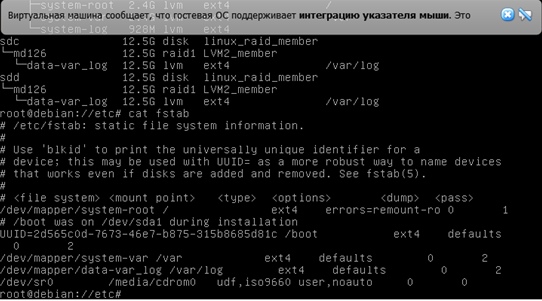 Виртуальная машина сообщает, что гостевая ОС поддерживает интеграцию указателя мыши. Это
├─system-root 2.4G lvm ext4 /
└─system-log 928M lvm ext4
sdc 12.5G disk linux_raid_member
└─md126 12.5G raid1 LVM2_member
└─data-var_log 12.5G lvm ext4 /var/log
sdd 12.5G disk linux_raid_member
└─md126 12.5G raid1 LVM2_member
└─data-var_log 12.5G lvm ext4 /var/log
root@debian://etc# cat fstab
# /etc/fstab: static file system information.
#
# Use 'blkid' to print the universally unique identifier for a
# device; this may be used with UUID= as a more robust way to name devices
# that works even if disks are added and removed. See fstab(5).
#
# <file system> <mount point> <type> <options> <dump> <pass>
/dev/mapper/system-root / ext4 errors=remount-ro 0 1
# /boot was on /dev/sda1 during installation
UUID=2d565c0d-7673-46e7-b875-315b8685d81c /boot ext4 defaults
0 2
/dev/mapper/system-var /var ext4 defaults 0 2
/dev/mapper/data-var_log /var/log ext4 defaults 0 2
/dev/sr0 /media/cdrom0 udf,iso9660 user,noauto 0 0
root@debian://etc#